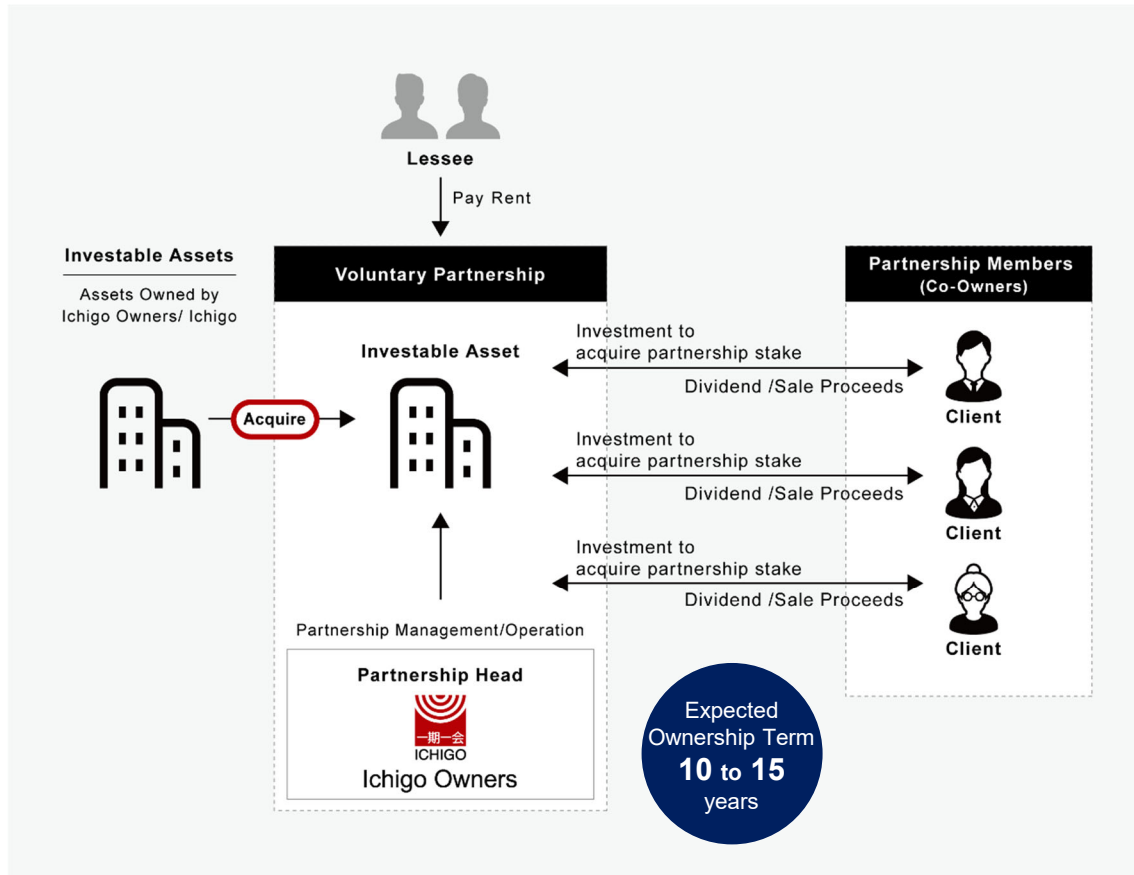 Lessee
Pay Rent
Investable Assets
Assets Owned by
Ichigo Owners/ Ichigo
Acquire
Voluntary Partnership
Investable Asset
Partnership Members
(Co-Owners)
Investment to
acquire partnership stake
Dividend /Sale Proceeds
Client
Investment to
acquire partnership stake
Dividend /Sale Proceeds
Client
Investment to
acquire partnership stake
Dividend /Sale Proceeds
Client
Partnership Management/Operation
Partnership Head
一期一会
ICHIGO
Ichigo Owners
Expected
Ownership Term
10 to 15
years